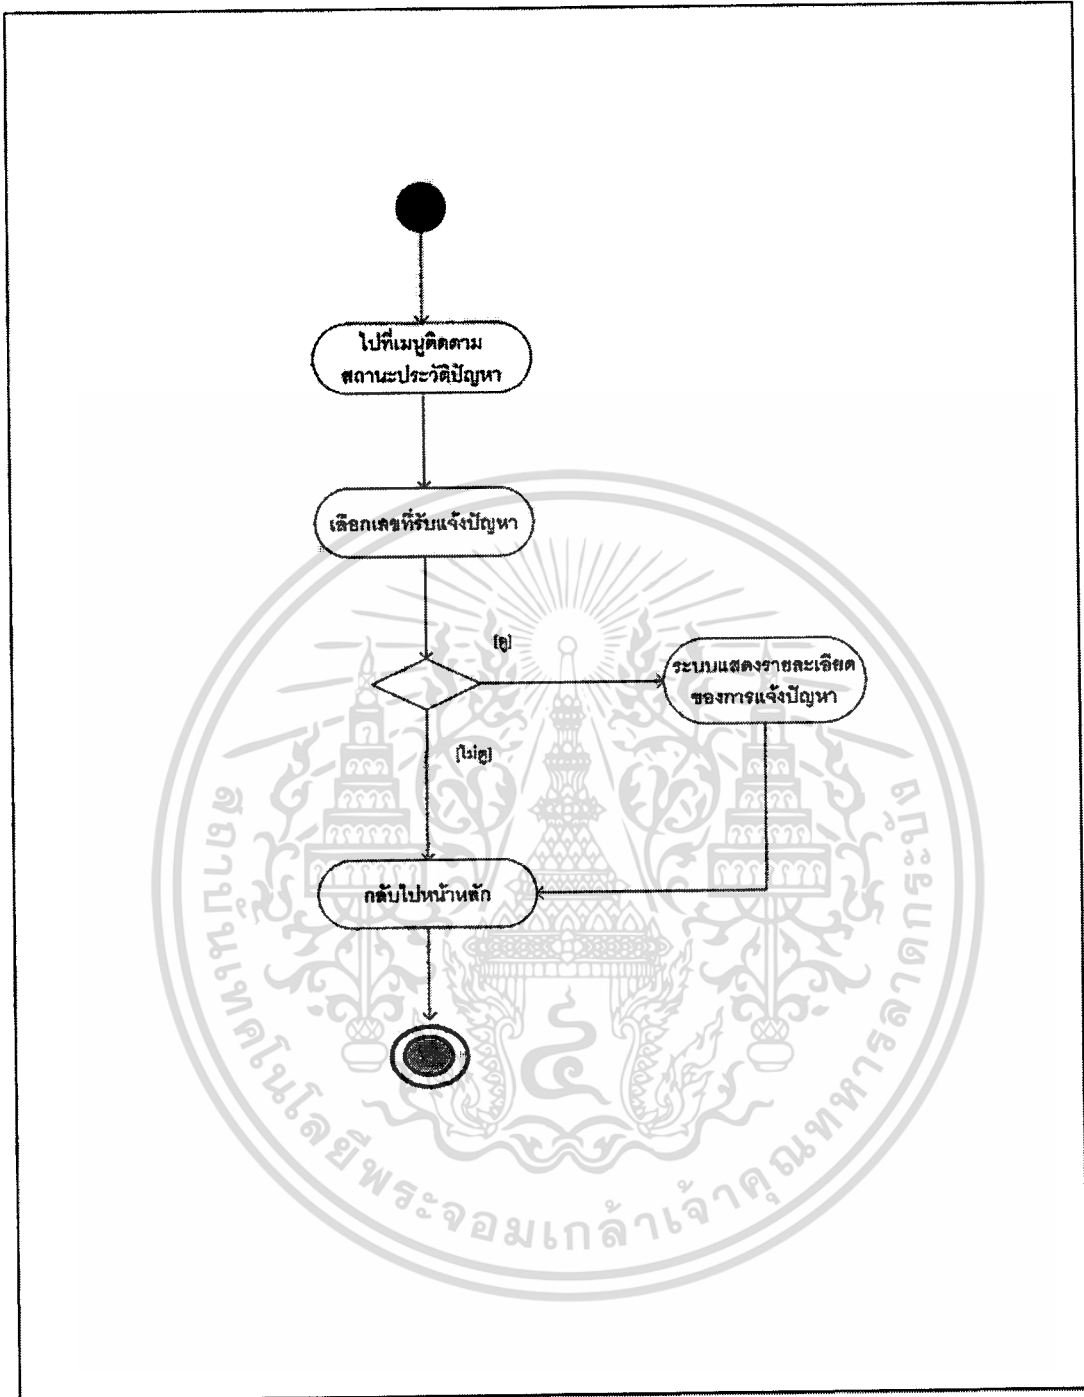 ไปที่เมนูติดตาม
สถานะประวัติปัญหา
เลือกเลขที่รับแจ้งปัญหา
[ดู]
ระบบแสดงรายละเอียด
ของการแจ้งปัญหา
[ไม่ดู]
กลับไปหน้าหลัก
สถาบันเทคโนโลยีพระจอมเกล้าเจ้าคุณทหารลาดกระบัง